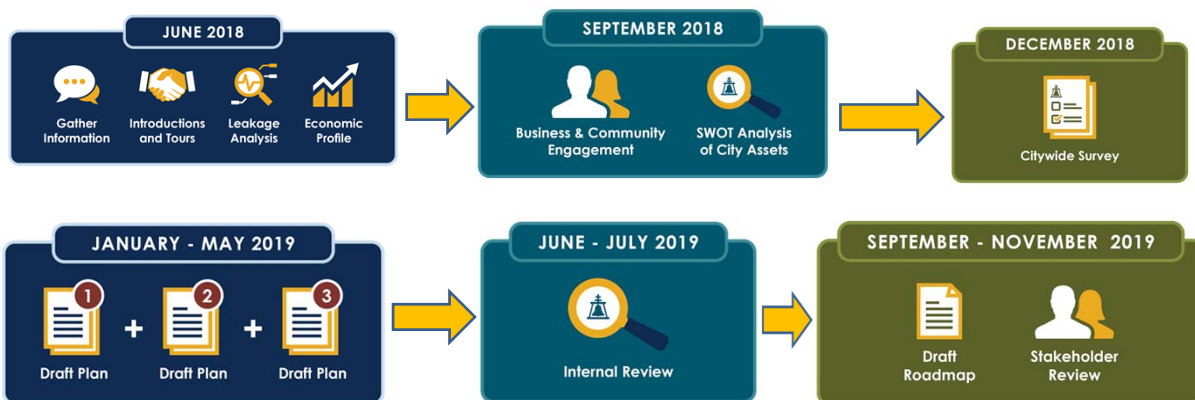 JUNE 2018
Gather
Information
Introductions
and Tours
Leakage
Analysis
Economic
Profile
SEPTEMBER 2018
Business & Community
Engagement
SWOT Analysis
of City Assets
DECEMBER 2018
Citywide Survey
JANUARY - MAY 2019
1
+
2
+
3
Draft Plan
Draft Plan
Draft Plan
JUNE - JULY 2019
Internal Review
SEPTEMBER - NOVEMBER 2019
Draft
Roadmap
Stakeholder
Review